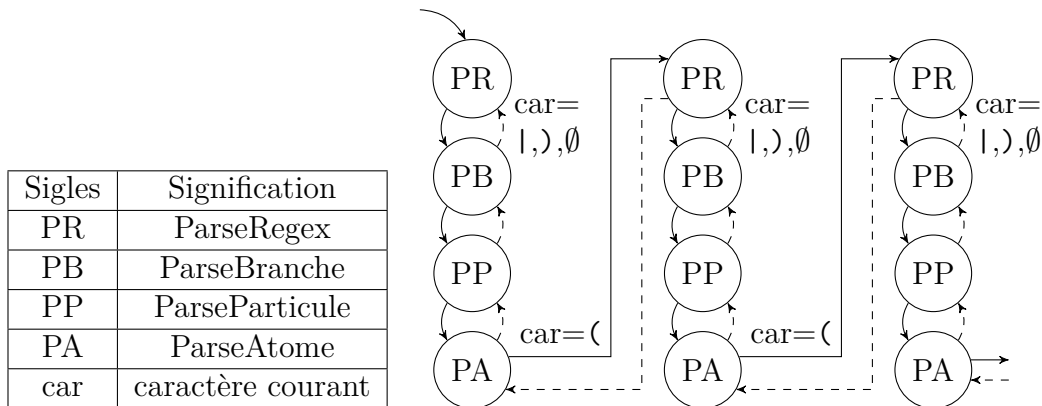 Sigles Signification
PR ParseRegex
PB ParseBranche
PP ParseParticule
PA ParseAtome
car caractère courant
PR
car=
|,),∅
PB
PP
PA
car=(
PR
car=
|,),∅
PB
PP
PA
car=(
PR
car=
|,),∅
PB
PP
PA